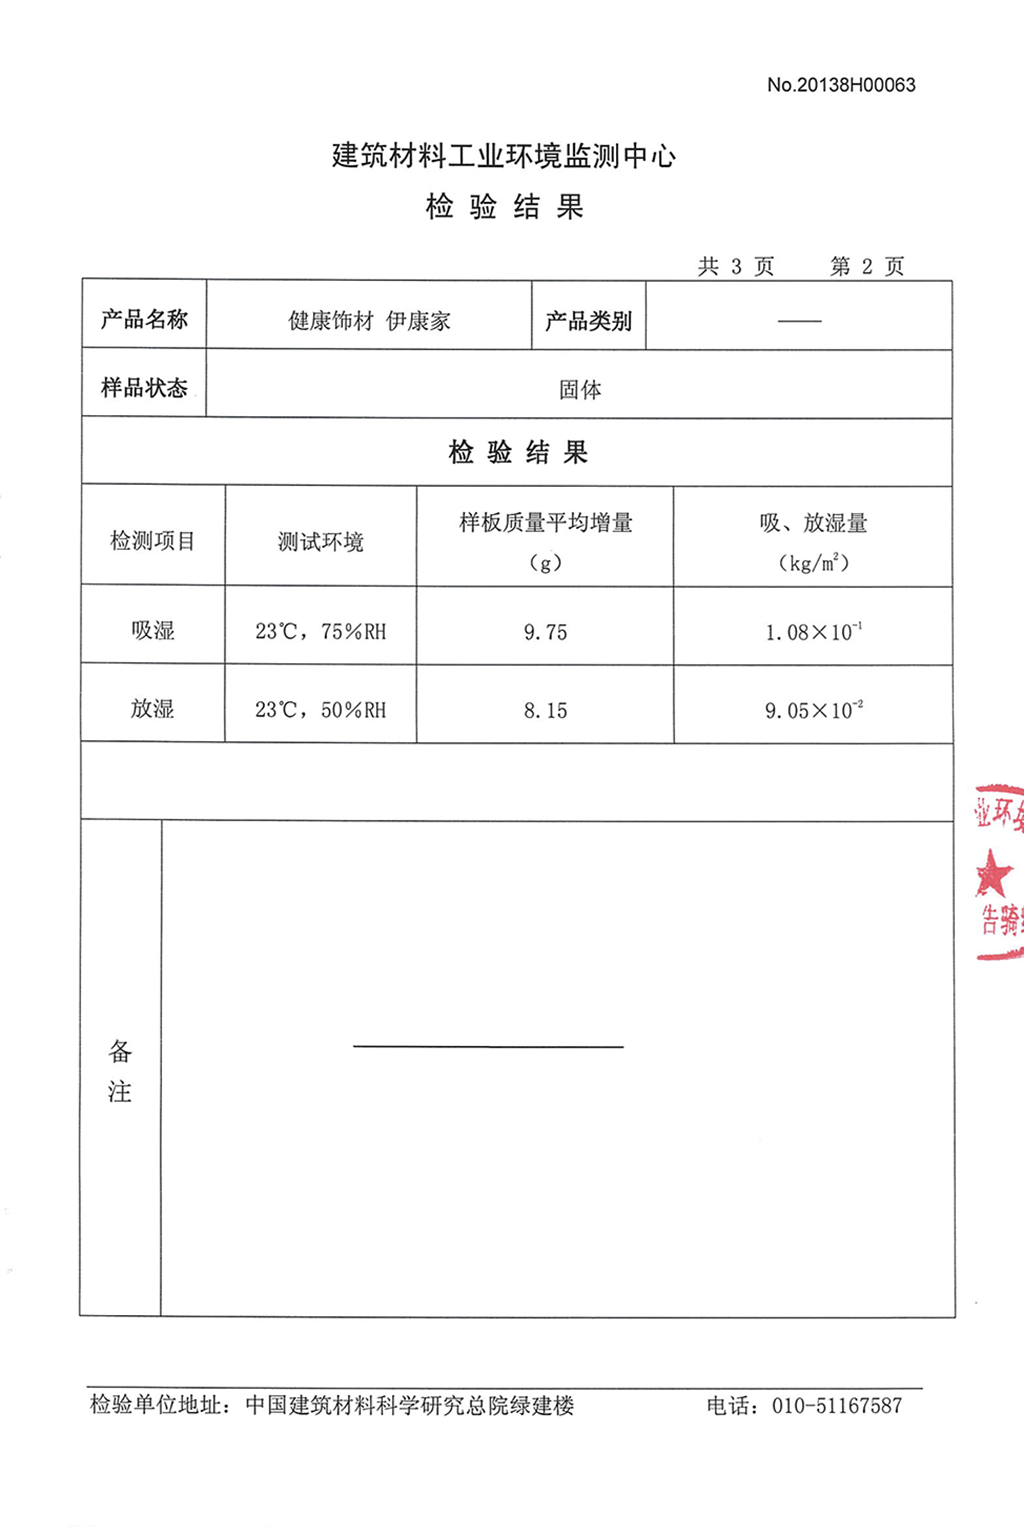 No.20138H00063
建筑材料工业环境监测中心
检 验 结 果
共 3 页 第 2 页
产品名称 健康饰材 伊康家 产品类别 ——
样品状态 固体
检 验 结 果
检测项目 测试环境 样板质量平均增量（g） 吸、放湿量（kg/m²）
吸湿 23℃，75%RH 9.75 1.08×10⁻¹
放湿 23℃，50%RH 8.15 9.05×10⁻²
备注
业环
告骑
检验单位地址：中国建筑材料科学研究总院绿建楼 电话：010-51167587